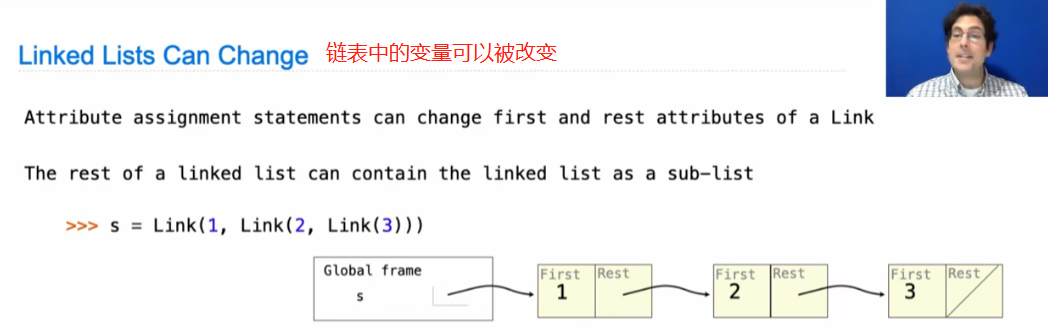 Linked Lists Can Change 链表中的变量可以被改变
Attribute assignment statements can change first and rest attributes of a Link
The rest of a linked list can contain the linked list as a sub-list
>>> s = Link(1, Link(2, Link(3)))
Global frame
s
First Rest
1
First Rest
2
First Rest
3